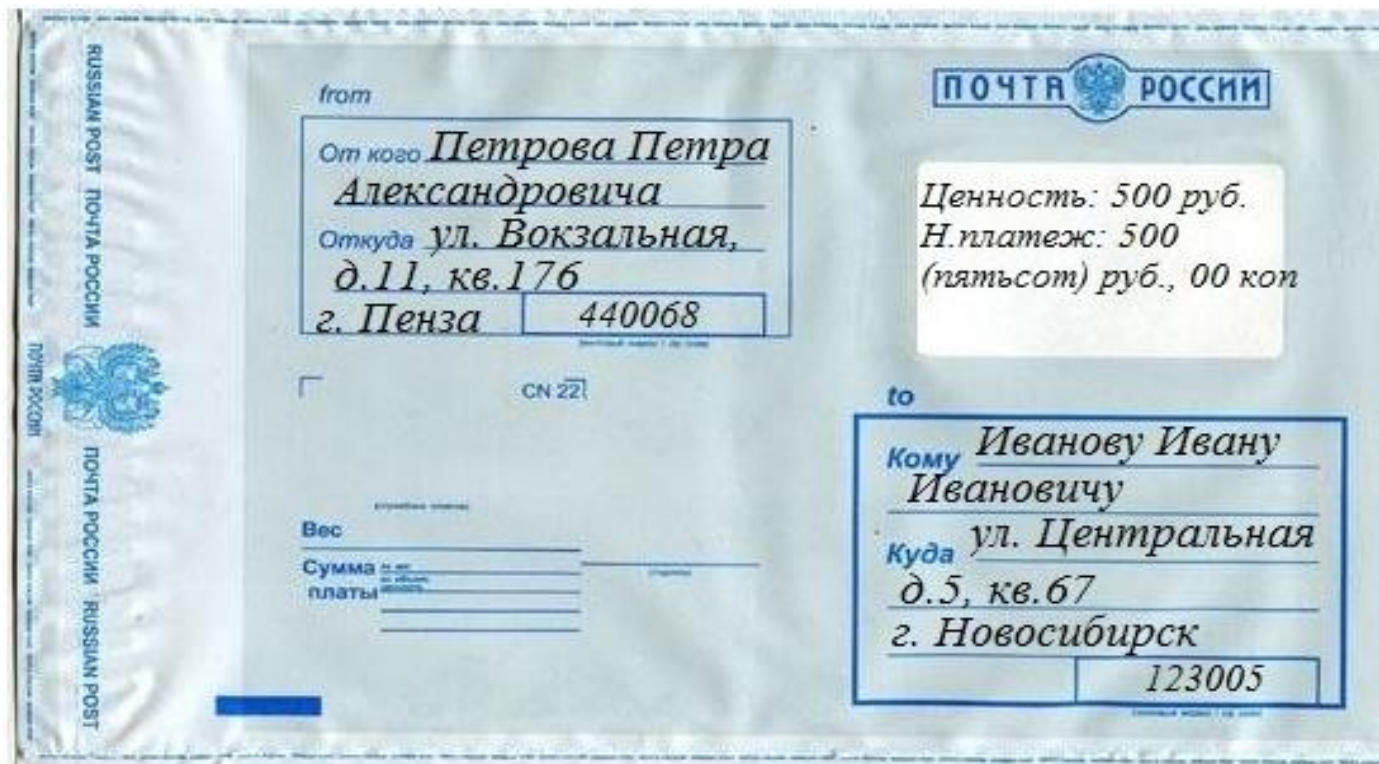 RUSSIAN POST ПОЧТА РОССИИ
ПОЧТА РОССИИ
ПОЧТА РОССИИ RUSSIAN POST
ПОЧТА РОССИИ
from
От кого Петрова Петра
Александровича
Откуда ул. Вокзальная,
д.11, кв.176
г. Пенза 440068
Ценность: 500 руб.
Н.платеж: 500
(пятьсот) руб., 00 коп
CN 22
Вес
Сумма
платы
to
Кому Иванову Ивану
Ивановичу
Куда ул. Центральная
д.5, кв.67
г. Новосибирск
123005